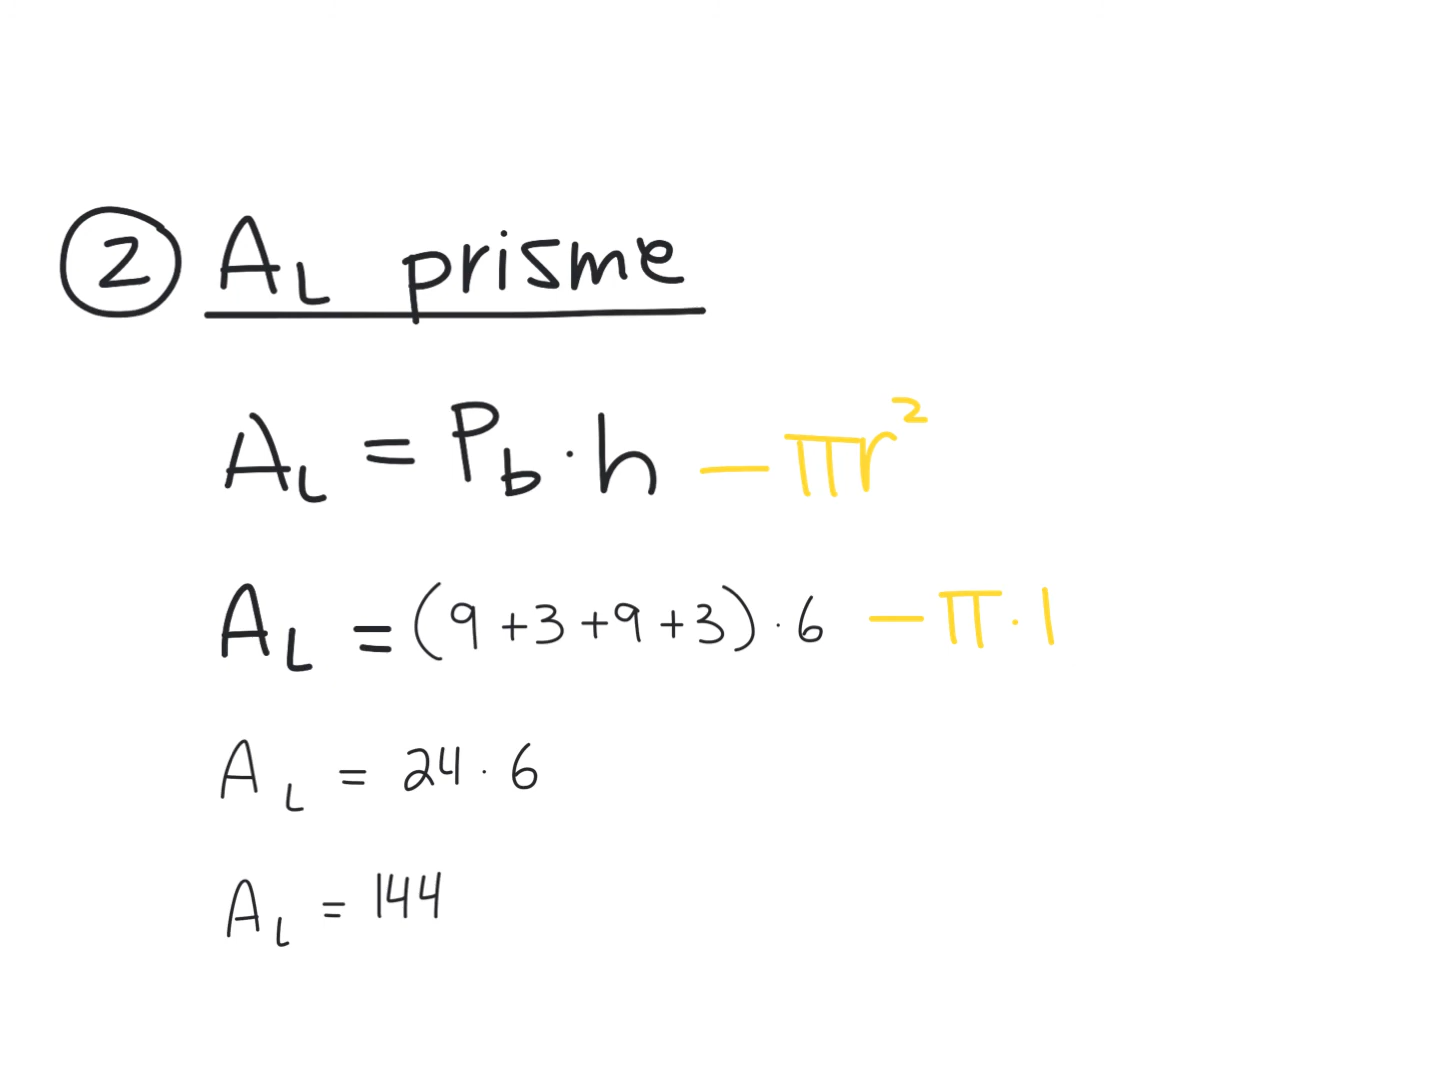 ② A_L prisme
A_L = P_b · h − πr²
A_L = (9 + 3 + 9 + 3) · 6 − π · 1
A_L = 24 · 6
A_L = 144